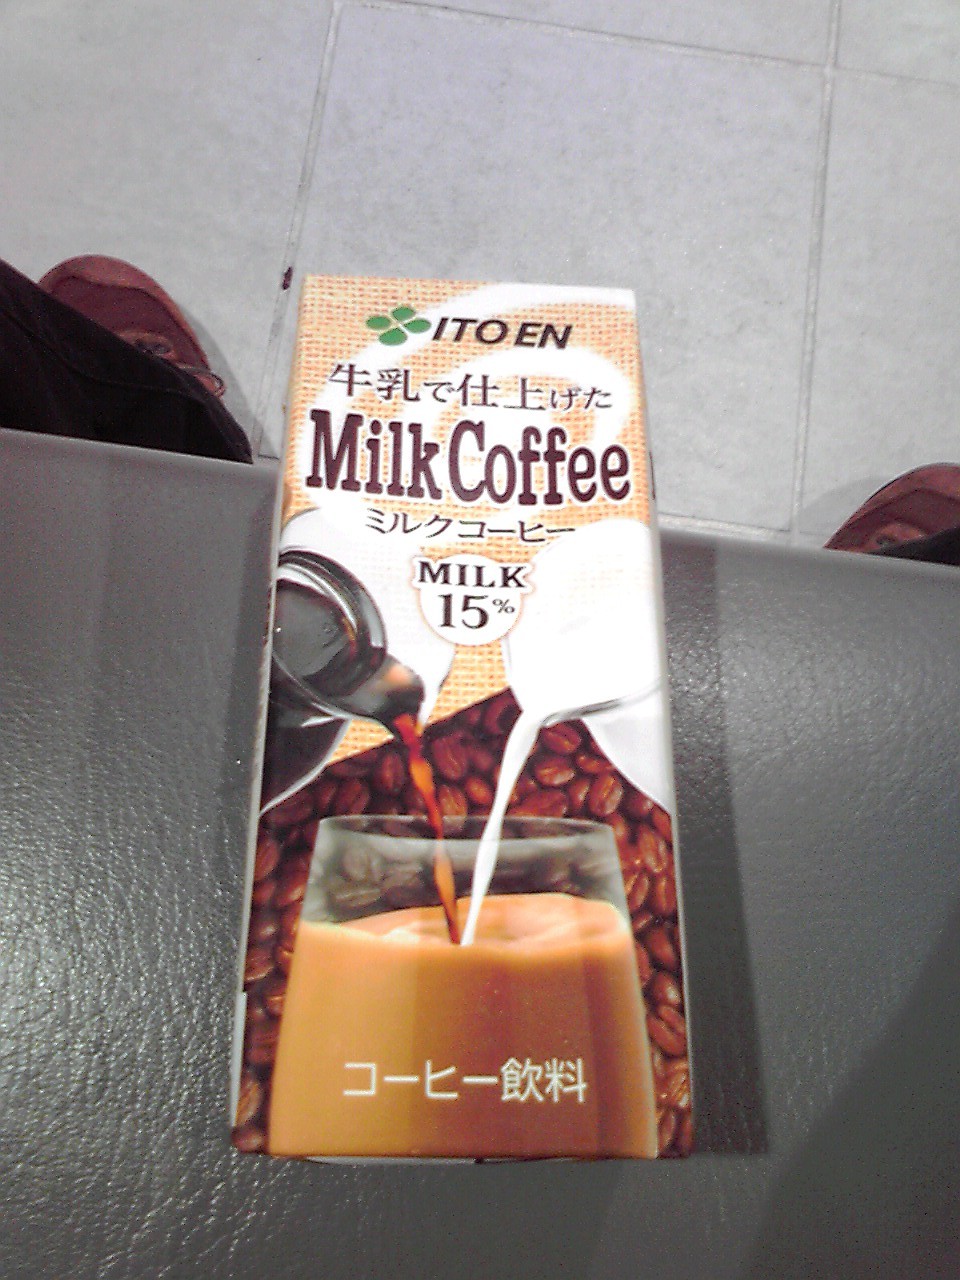 ITO EN
牛乳で仕上げた
Milk Coffee
ミルクコーヒー
MILK
15%
コーヒー飲料